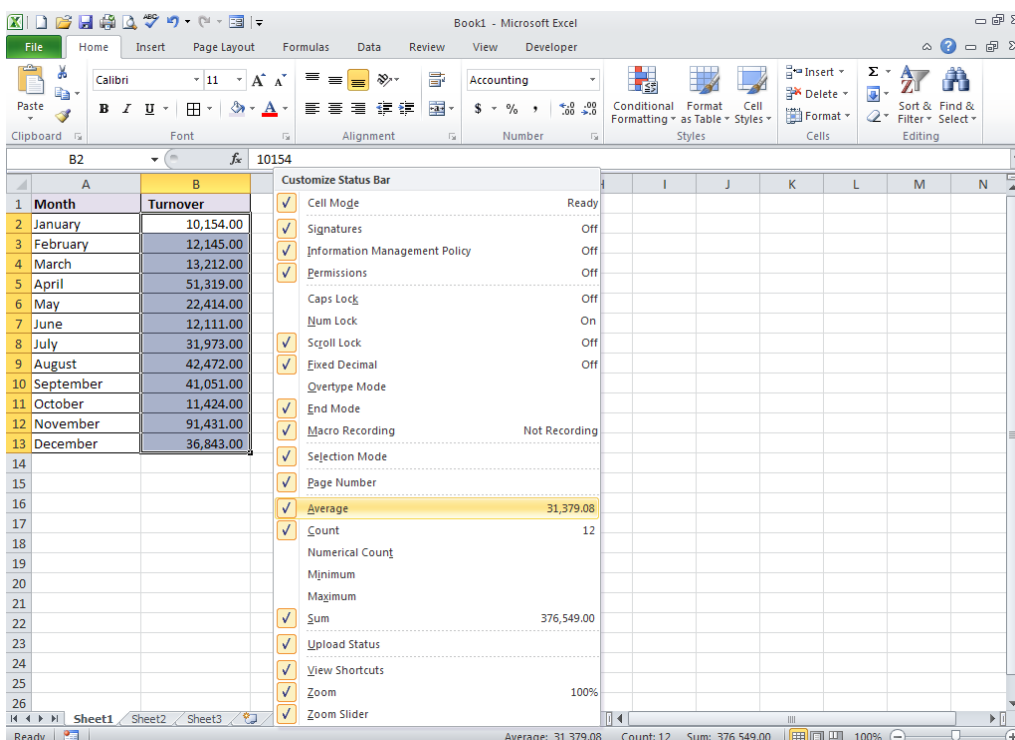 Book1 - Microsoft Excel
File Home Insert Page Layout Formulas Data Review View Developer
Paste
Calibri 11 A A
B I U A
Accounting
$ % , .0 .00 .00 .0
Conditional Formatting Format as Table Cell Styles
Insert
Delete
Format
Σ
Sort & Filter Find & Select
Clipboard Font Alignment Number Styles Cells Editing
B2 fx 10154
A B H I J K L M N
1 Month Turnover
2 January 10,154.00
3 February 12,145.00
4 March 13,212.00
5 April 51,319.00
6 May 22,414.00
7 June 12,111.00
8 July 31,973.00
9 August 42,472.00
10 September 41,051.00
11 October 11,424.00
12 November 91,431.00
13 December 36,843.00
14
15
16
17
18
19
20
21
22
23
24
25
26
Customize Status Bar
Cell Mode Ready
Signatures Off
Information Management Policy Off
Permissions Off
Caps Lock Off
Num Lock On
Scroll Lock Off
Fixed Decimal Off
Overtype Mode
End Mode
Macro Recording Not Recording
Selection Mode
Page Number
Average 31,379.08
Count 12
Numerical Count
Minimum
Maximum
Sum 376,549.00
Upload Status
View Shortcuts
Zoom 100%
Zoom Slider
Sheet1 Sheet2 Sheet3
Ready Average: 31,379.08 Count: 12 Sum: 376,549.00 100%